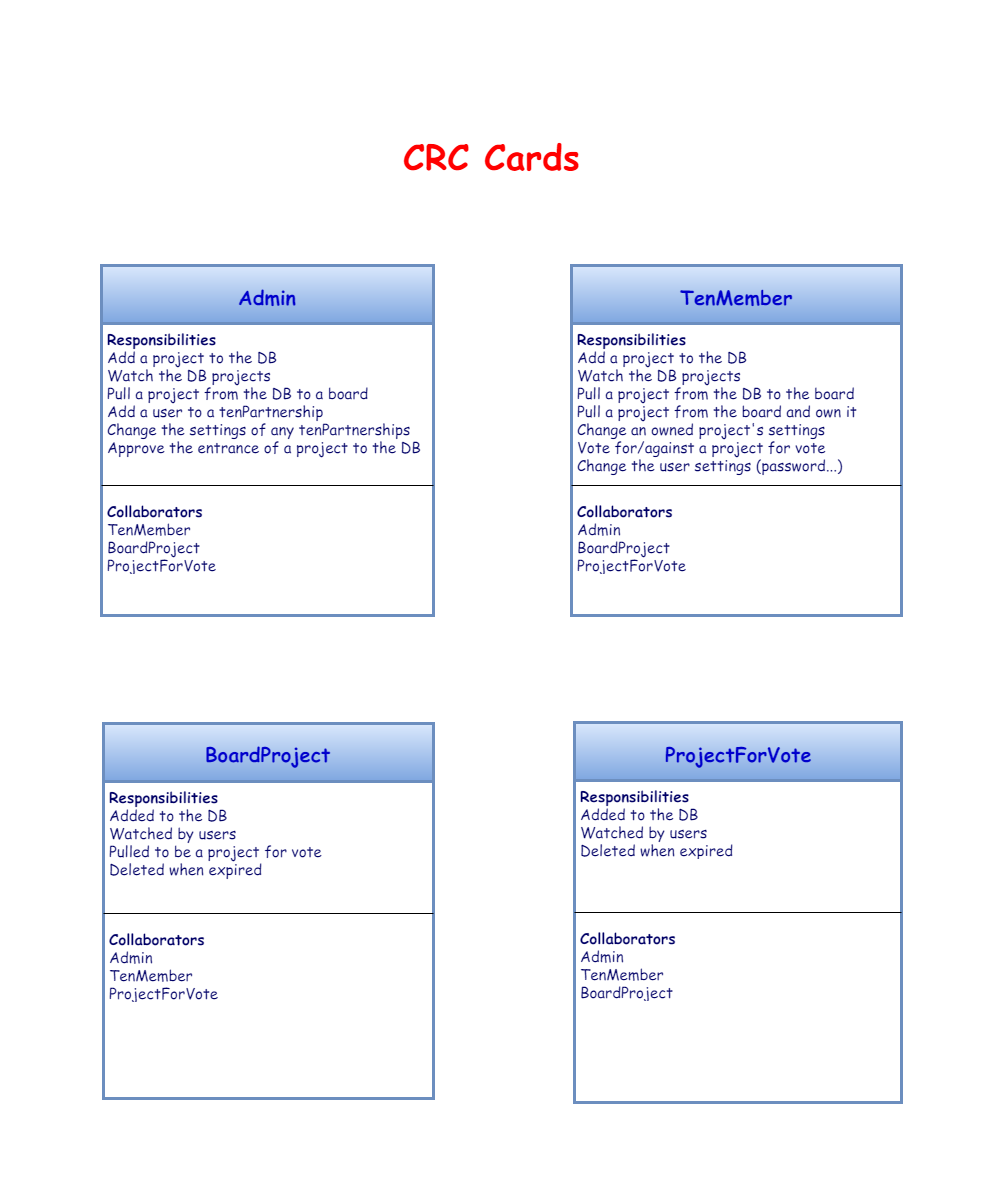 CRC Cards
Admin
Responsibilities
Add a project to the DB
Watch the DB projects
Pull a project from the DB to a board
Add a user to a tenPartnership
Change the settings of any tenPartnerships
Approve the entrance of a project to the DB
Collaborators
TenMember
BoardProject
ProjectForVote
TenMember
Responsibilities
Add a project to the DB
Watch the DB projects
Pull a project from the DB to the board
Pull a project from the board and own it
Change an owned project's settings
Vote for/against a project for vote
Change the user settings (password...)
Collaborators
Admin
BoardProject
ProjectForVote
BoardProject
Responsibilities
Added to the DB
Watched by users
Pulled to be a project for vote
Deleted when expired
Collaborators
Admin
TenMember
ProjectForVote
ProjectForVote
Responsibilities
Added to the DB
Watched by users
Deleted when expired
Collaborators
Admin
TenMember
BoardProject